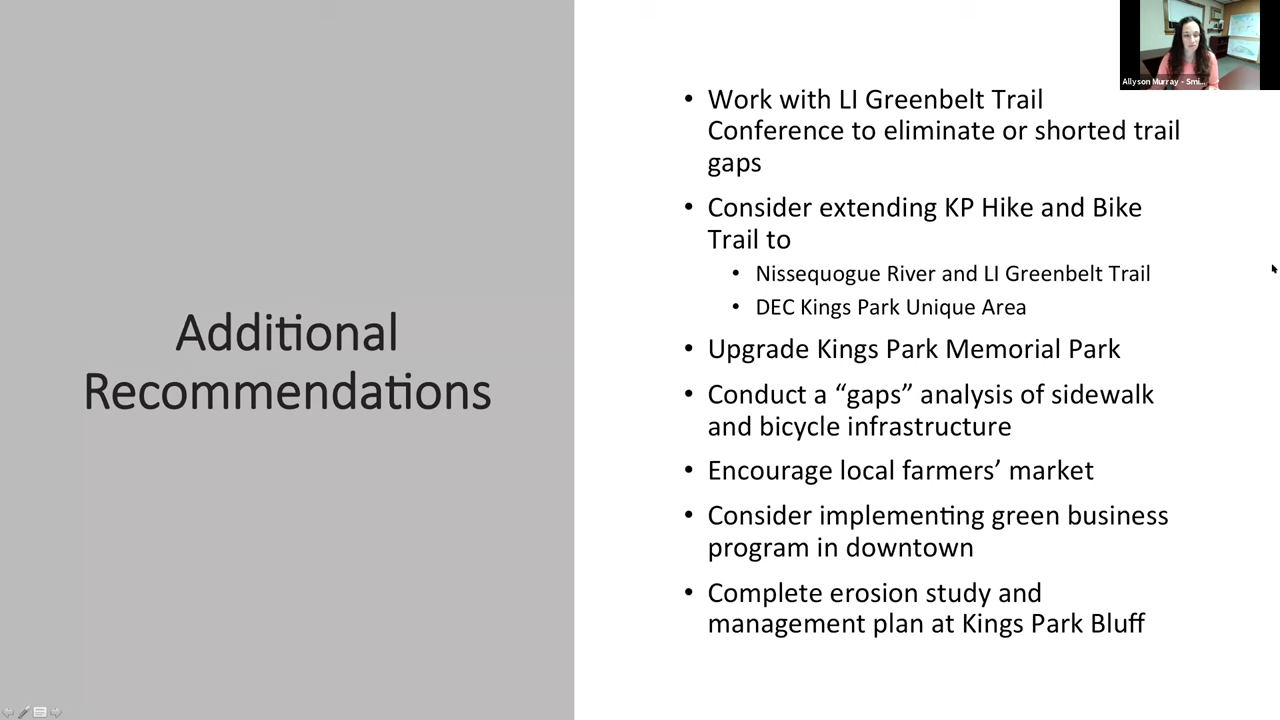 Additional
Recommendations
• Work with LI Greenbelt Trail
Conference to eliminate or shorted trail
gaps
• Consider extending KP Hike and Bike
Trail to
• Nissequogue River and LI Greenbelt Trail
• DEC Kings Park Unique Area
• Upgrade Kings Park Memorial Park
• Conduct a “gaps” analysis of sidewalk
and bicycle infrastructure
• Encourage local farmers’ market
• Consider implementing green business
program in downtown
• Complete erosion study and
management plan at Kings Park Bluff
Allyson Murray - Smi...